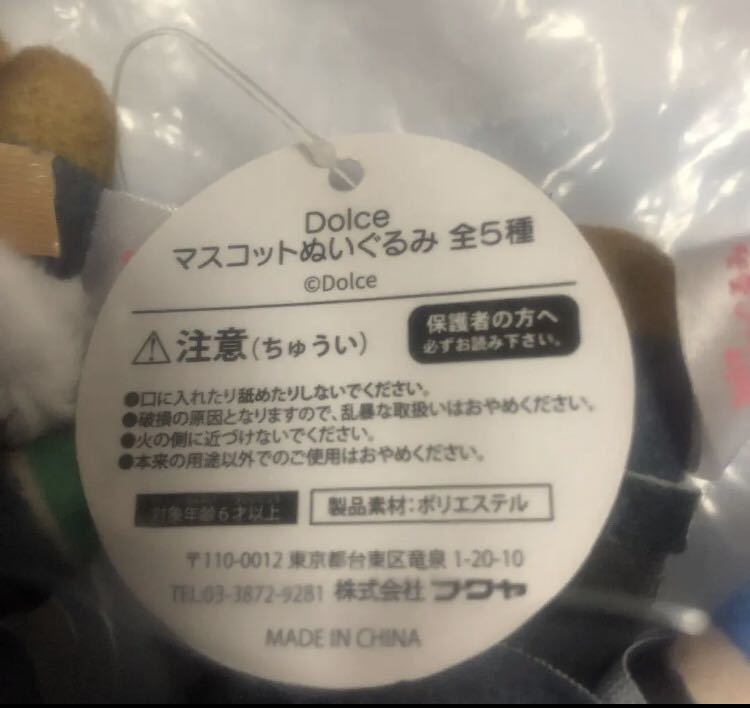 Dolce
マスコットぬいぐるみ 全5種
©Dolce
注意(ちゅうい)
保護者の方へ
必ずお読み下さい。
●口に入れたり舐めたりしないでください。
●破損の原因となりますので、乱暴な取扱いはおやめください。
●火の側に近づけないでください。
●本来の用途以外でのご使用はおやめください。
対象年齢6才以上
製品素材:ポリエステル
〒110-0012 東京都台東区竜泉 1-20-10
TEL.03-3872-9281 株式会社 フクヤ
MADE IN CHINA